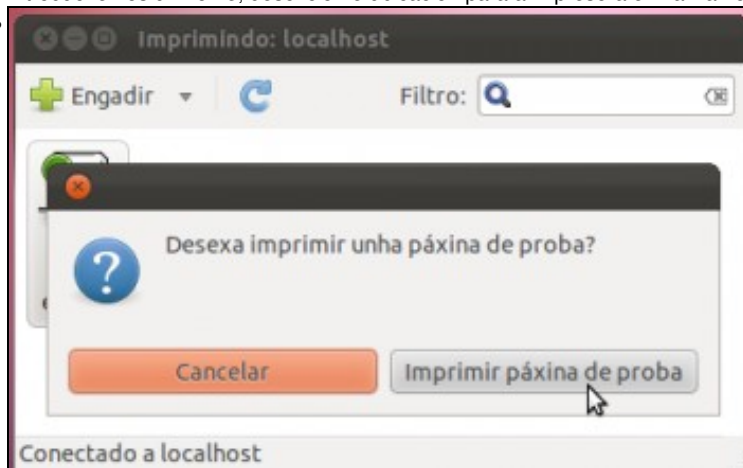 Imprimindo: localhost
Engadir
Filtro:
Desexa imprimir unha páxina de proba?
Cancelar
Imprimir páxina de proba
Conectado a localhost